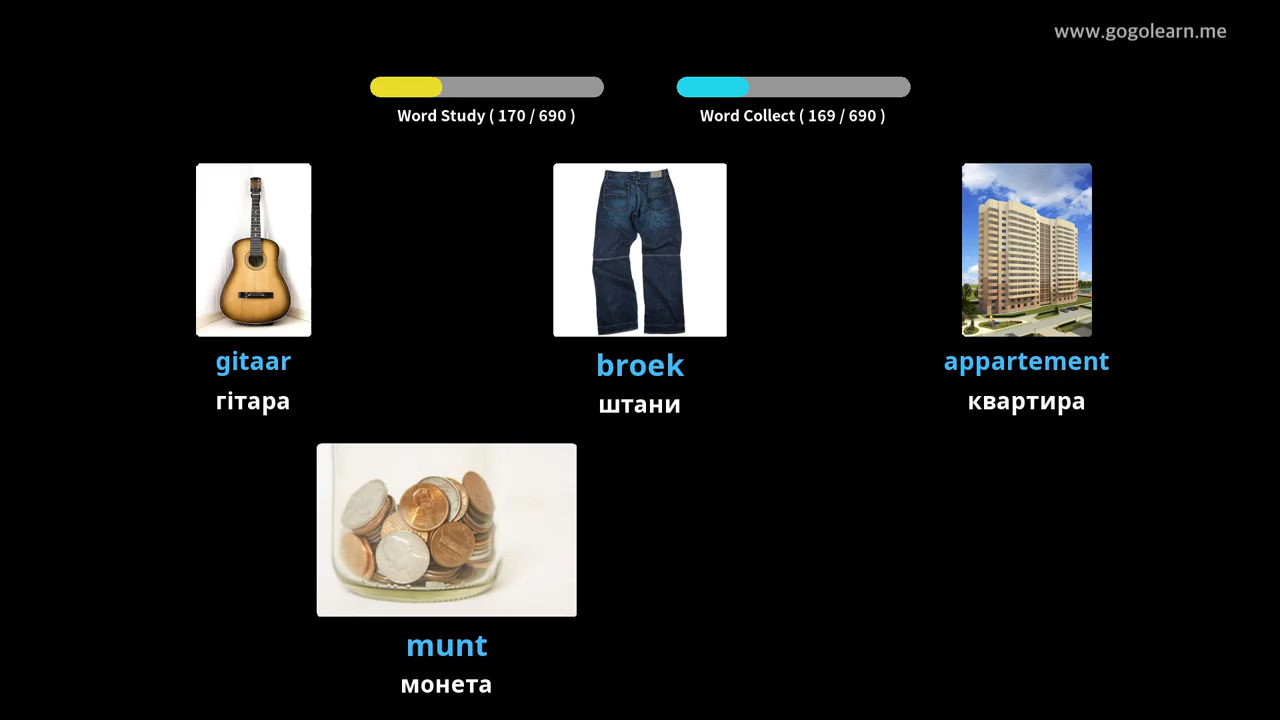 www.gogolearn.me
Word Study ( 170 / 690 )
Word Collect ( 169 / 690 )
gitaar
гітара
broek
штани
appartement
квартира
munt
монета